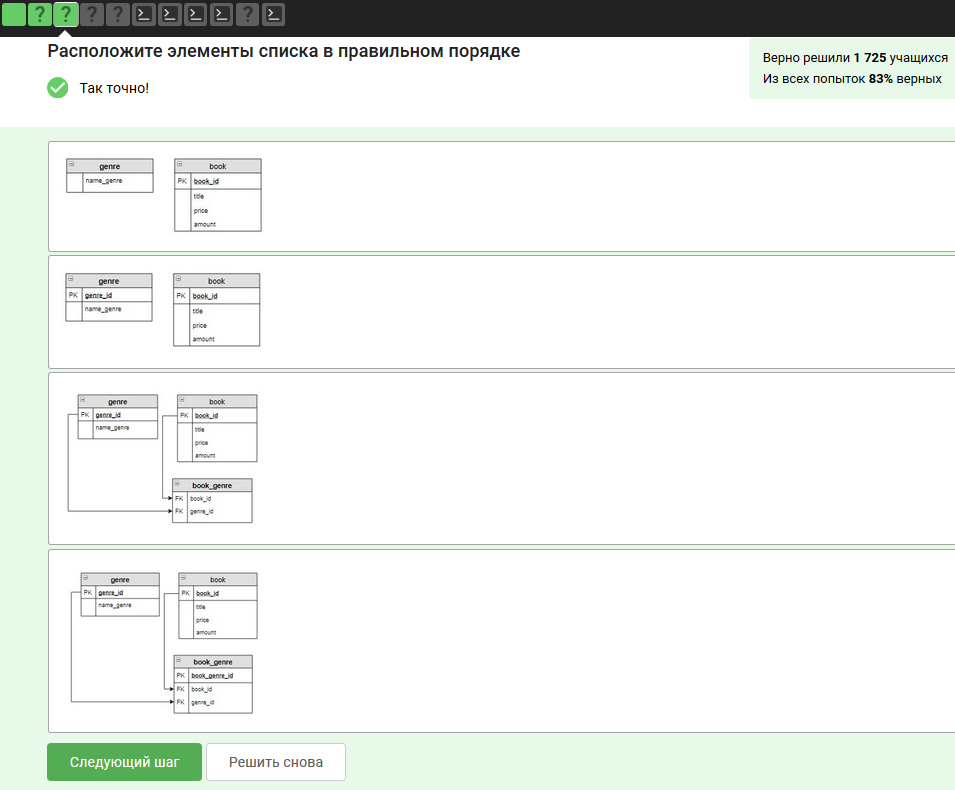 Расположите элементы списка в правильном порядке
Верно решили 1 725 учащихся
Из всех попыток 83% верных
Так точно!
genre
name_genre
book
PK book_id
title
price
amount
genre
PK genre_id
name_genre
book
PK book_id
title
price
amount
genre
PK genre_id
name_genre
book
PK book_id
title
price
amount
book_genre
FK book_id
FK genre_id
genre
PK genre_id
name_genre
book
PK book_id
title
price
amount
book_genre
PK book_genre_id
FK book_id
FK genre_id
Следующий шаг
Решить снова